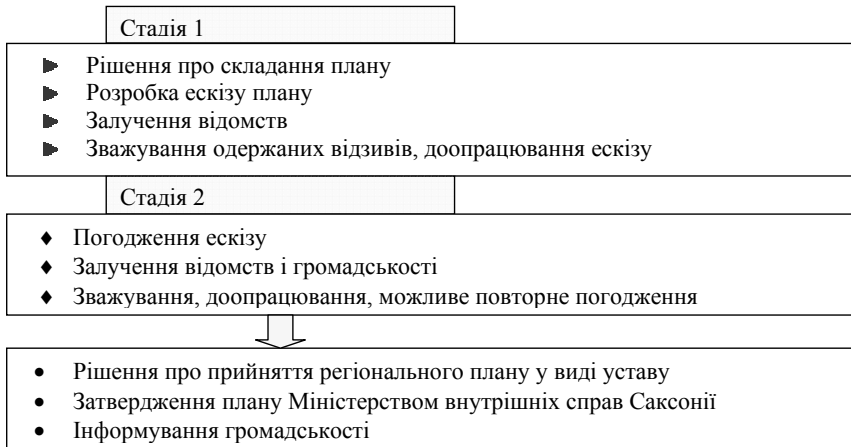 Стадія 1
Рішення про складання плану
Розробка ескізу плану
Залучення відомств
Зважування одержаних відзивів, доопрацювання ескізу
Стадія 2
Погодження ескізу
Залучення відомств і громадськості
Зважування, доопрацювання, можливе повторне погодження
Рішення про прийняття регіонального плану у виді уставу
Затвердження плану Міністерством внутрішніх справ Саксонії
Інформування громадськості